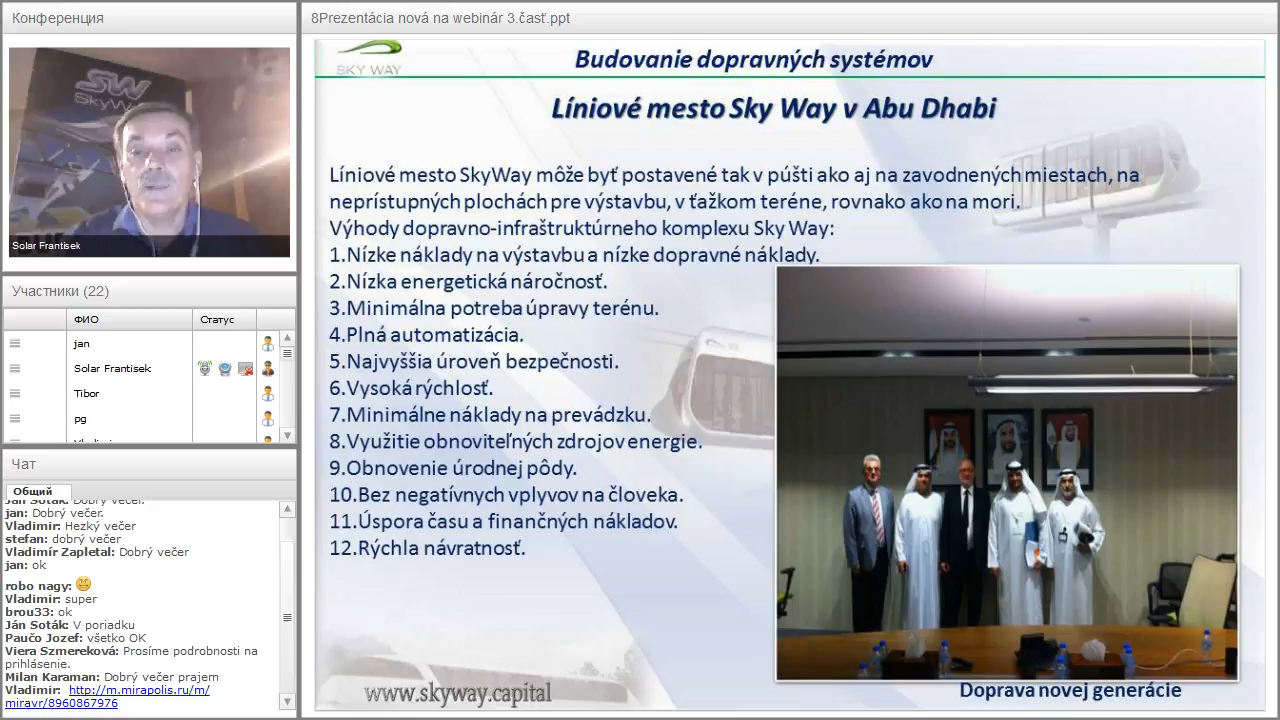 Конференция
SW
SkyWay
Solar Frantisek
Участники (22)
ФИО
Статус
jan
Solar Frantisek
Tibor
pg
Чат
Общий
Ján Soták: Dobrý večer.
jan: Dobrý večer.
Vladimir: Hezký večer
stefan: dobrý večer
Vladimír Zapletal: Dobrý večer
jan: ok
robo nagy:
Vladimir: super
brou33: ok
Ján Soták: V poriadku
Paučo Jozef: všetko OK
Viera Szmereková: Prosíme podrobnosti na
prihlásenie.
Milan Karaman: Dobrý večer prajem
Vladimir: http://m.mirapolis.ru/m/
miravr/8960867976
8Prezentácia nová na webinár 3.časť.ppt
SKY WAY
Budovanie dopravných systémov
Líniové mesto Sky Way v Abu Dhabi
Líniové mesto SkyWay môže byť postavené tak v púšti ako aj na zavodnených miestach, na
neprístupných plochách pre výstavbu, v ťažkom teréne, rovnako ako na mori.
Výhody dopravno-infraštruktúrneho komplexu Sky Way:
1.Nízke náklady na výstavbu a nízke dopravné náklady.
2.Nízka energetická náročnosť.
3.Minimálna potreba úpravy terénu.
4.Plná automatizácia.
5.Najvyššia úroveň bezpečnosti.
6.Vysoká rýchlosť.
7.Minimálne náklady na prevádzku.
8.Využitie obnoviteľných zdrojov energie.
9.Obnovenie úrodnej pôdy.
10.Bez negatívnych vplyvov na človeka.
11.Úspora času a finančných nákladov.
12.Rýchla návratnosť.
www.skyway.capital
Doprava novej generácie